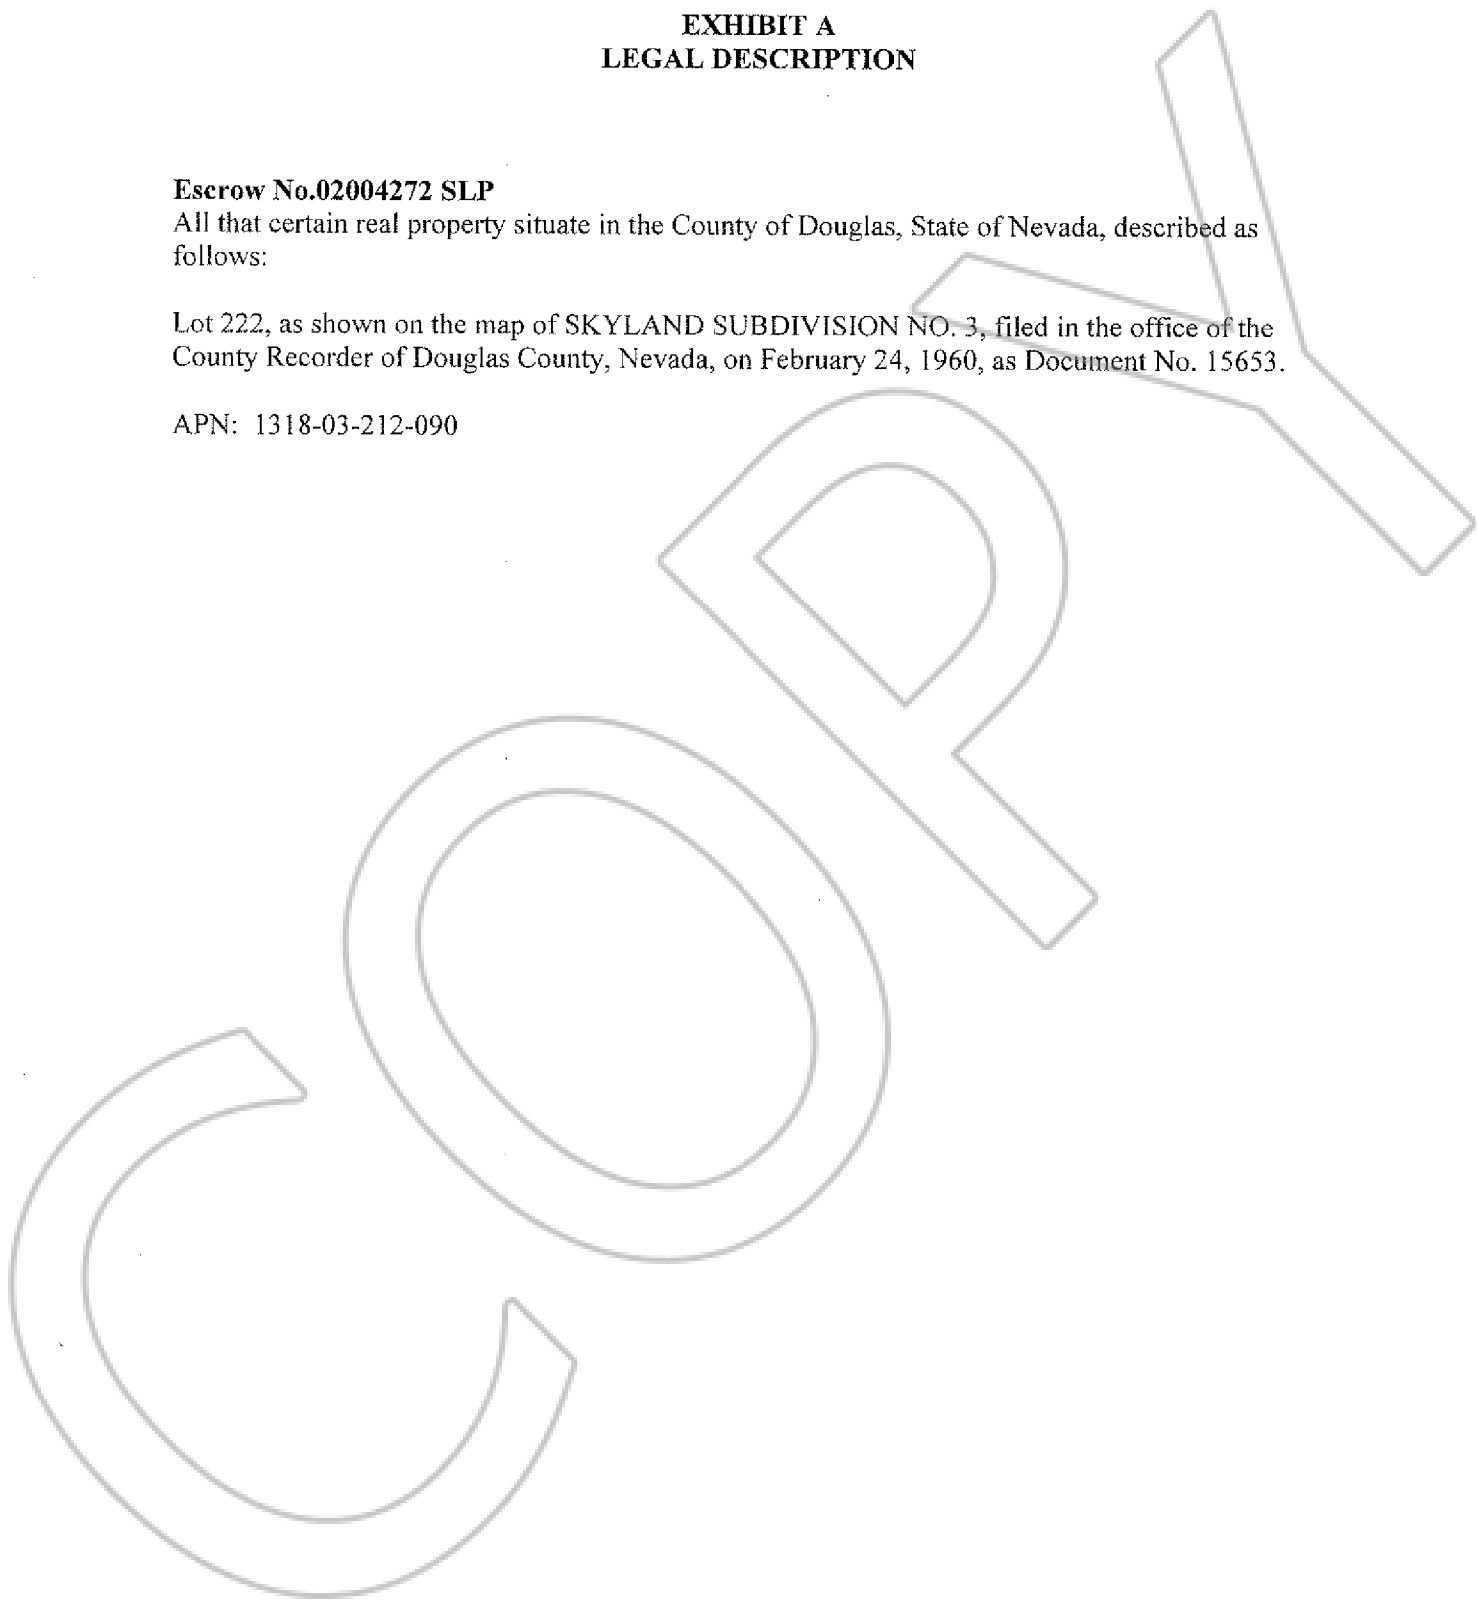 EXHIBIT A
LEGAL DESCRIPTION
Escrow No.02004272 SLP
All that certain real property situate in the County of Douglas, State of Nevada, described as
follows:
Lot 222, as shown on the map of SKYLAND SUBDIVISION NO. 3, filed in the office of the
County Recorder of Douglas County, Nevada, on February 24, 1960, as Document No. 15653.
APN: 1318-03-212-090
COPY